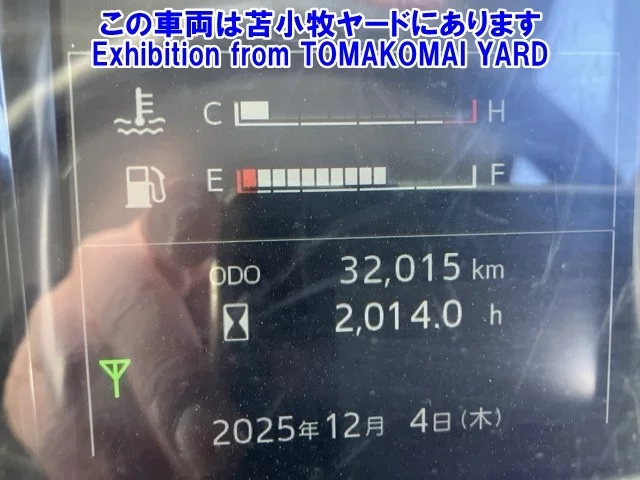 この車両は苫小牧ヤードにあります
Exhibition from TOMAKOMAI YARD
C H
E F
ODO 32,015 km
2,014.0 h
2025年12月 4日(木)